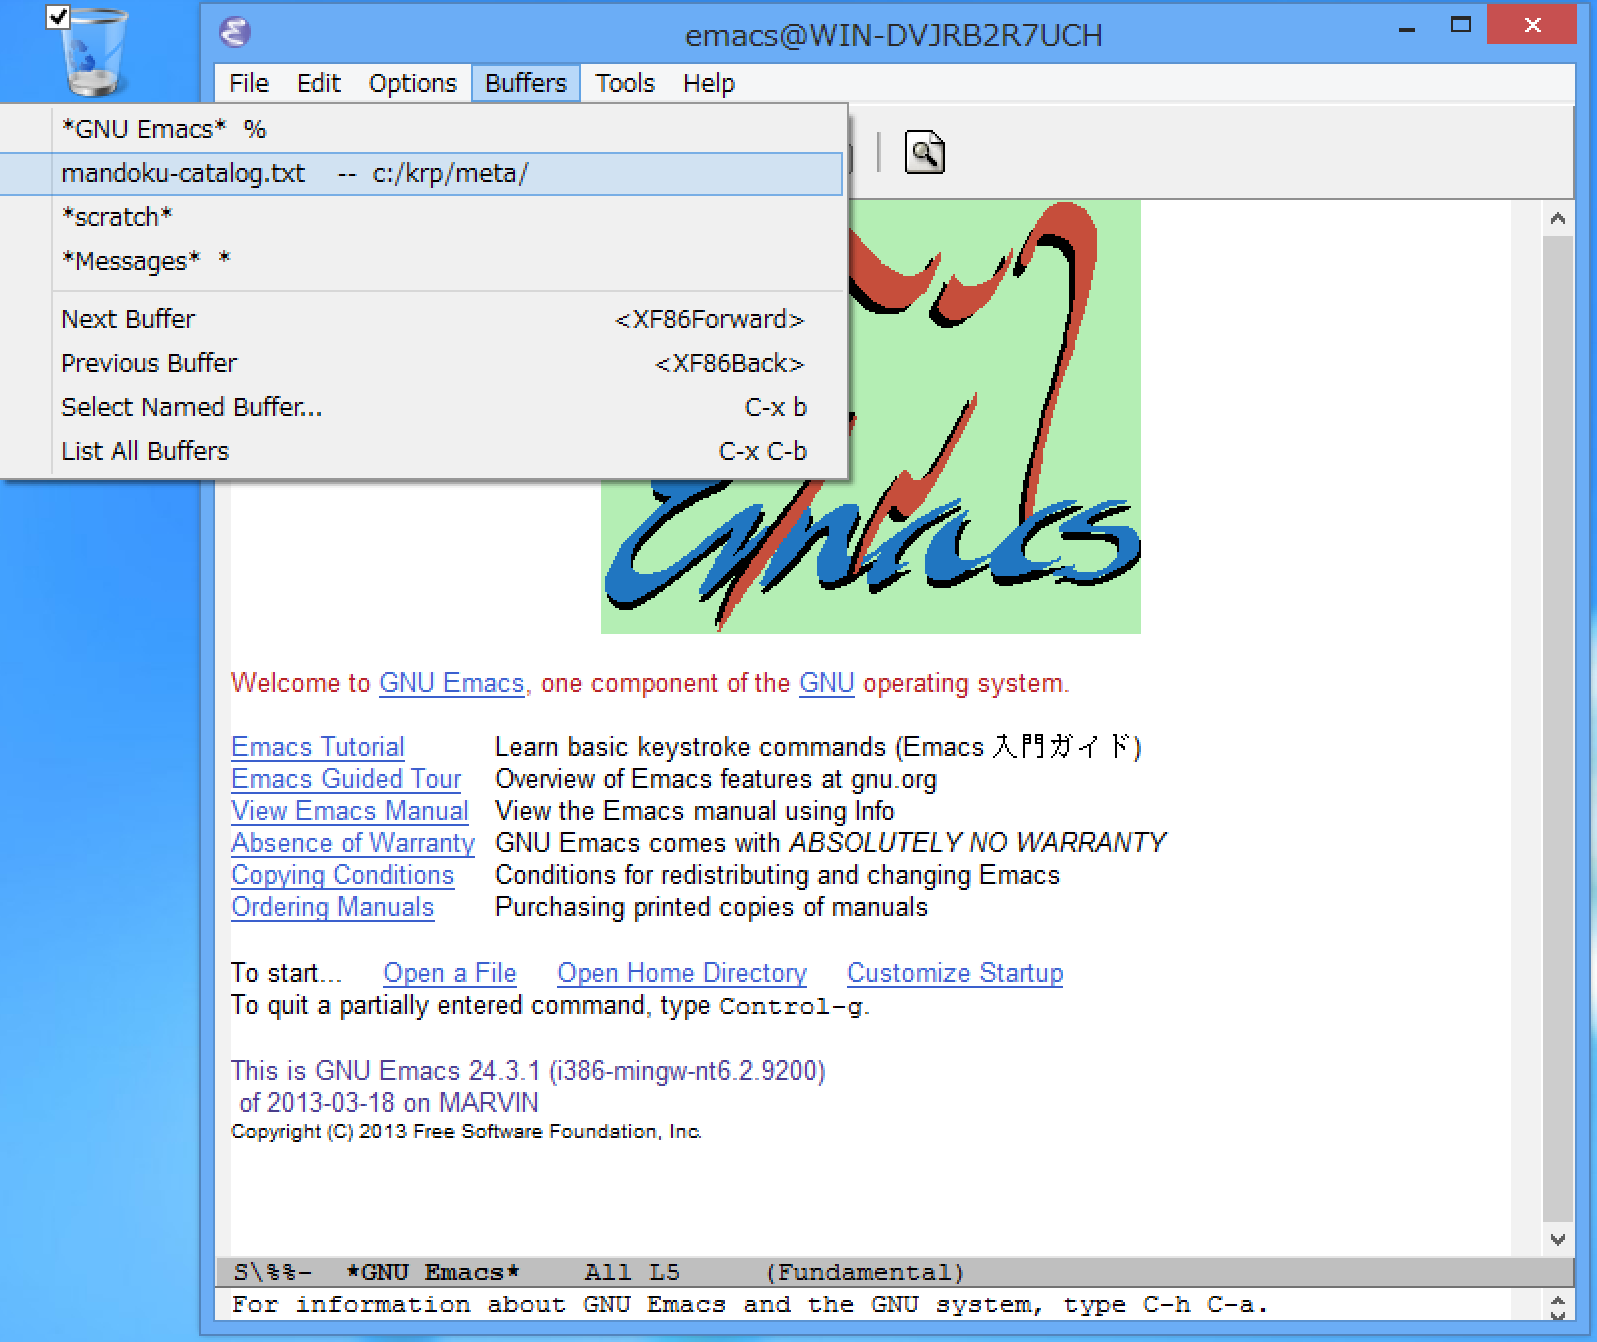 emacs@WIN-DVJRB2R7UCH
File Edit Options Buffers Tools Help
*GNU Emacs* %
mandoku-catalog.txt -- c:/krp/meta/
*scratch*
*Messages* *
Next Buffer <XF86Forward>
Previous Buffer <XF86Back>
Select Named Buffer... C-x b
List All Buffers C-x C-b
Emacs
Welcome to GNU Emacs, one component of the GNU operating system.
Emacs Tutorial Learn basic keystroke commands (Emacs 入門ガイド)
Emacs Guided Tour Overview of Emacs features at gnu.org
View Emacs Manual View the Emacs manual using Info
Absence of Warranty GNU Emacs comes with ABSOLUTELY NO WARRANTY
Copying Conditions Conditions for redistributing and changing Emacs
Ordering Manuals Purchasing printed copies of manuals
To start... Open a File Open Home Directory Customize Startup
To quit a partially entered command, type Control-g.
This is GNU Emacs 24.3.1 (i386-mingw-nt6.2.9200)
of 2013-03-18 on MARVIN
Copyright (C) 2013 Free Software Foundation, Inc.
S\%%- *GNU Emacs* All L5 (Fundamental)
For information about GNU Emacs and the GNU system, type C-h C-a.